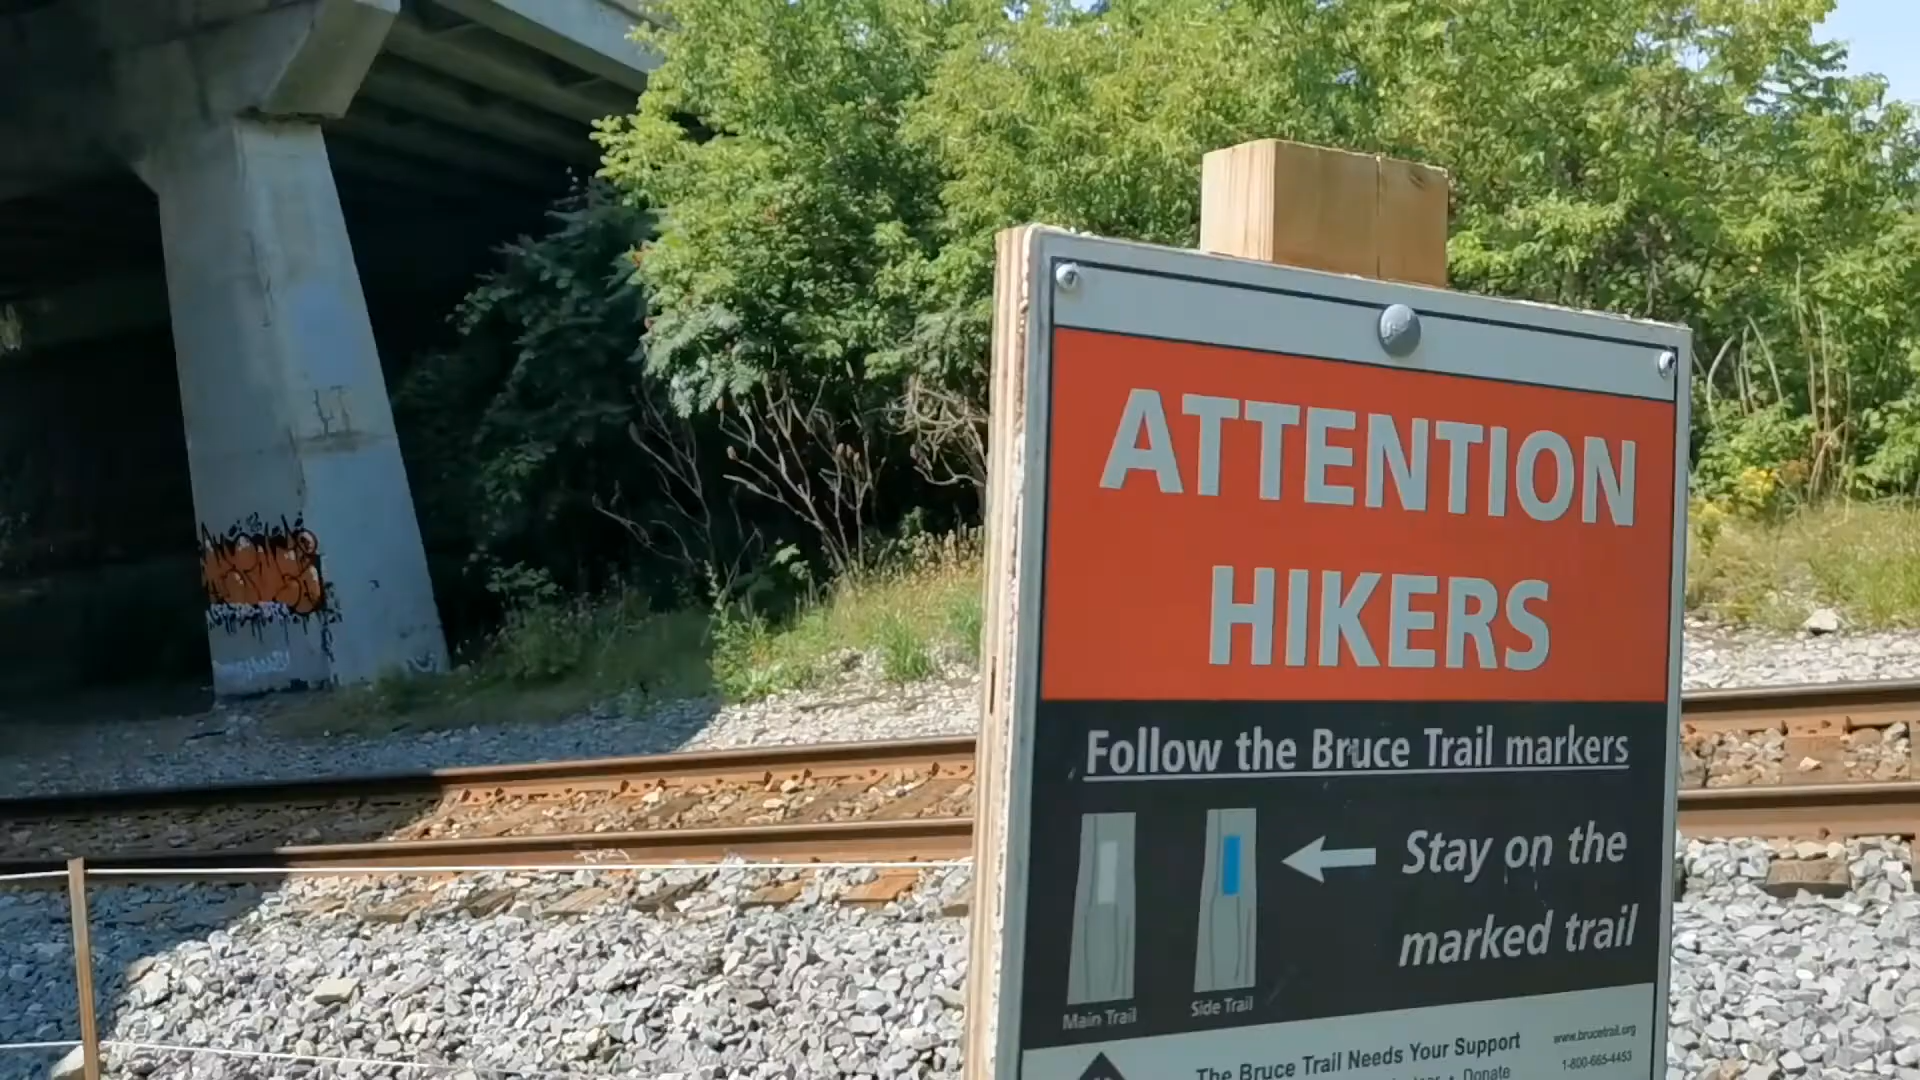 ATTENTION
HIKERS
Follow the Bruce Trail markers
Stay on the
marked trail
Main Trail
Side Trail
The Bruce Trail Needs Your Support
www.brucetrail.org
• Donate
1-800-665-4453